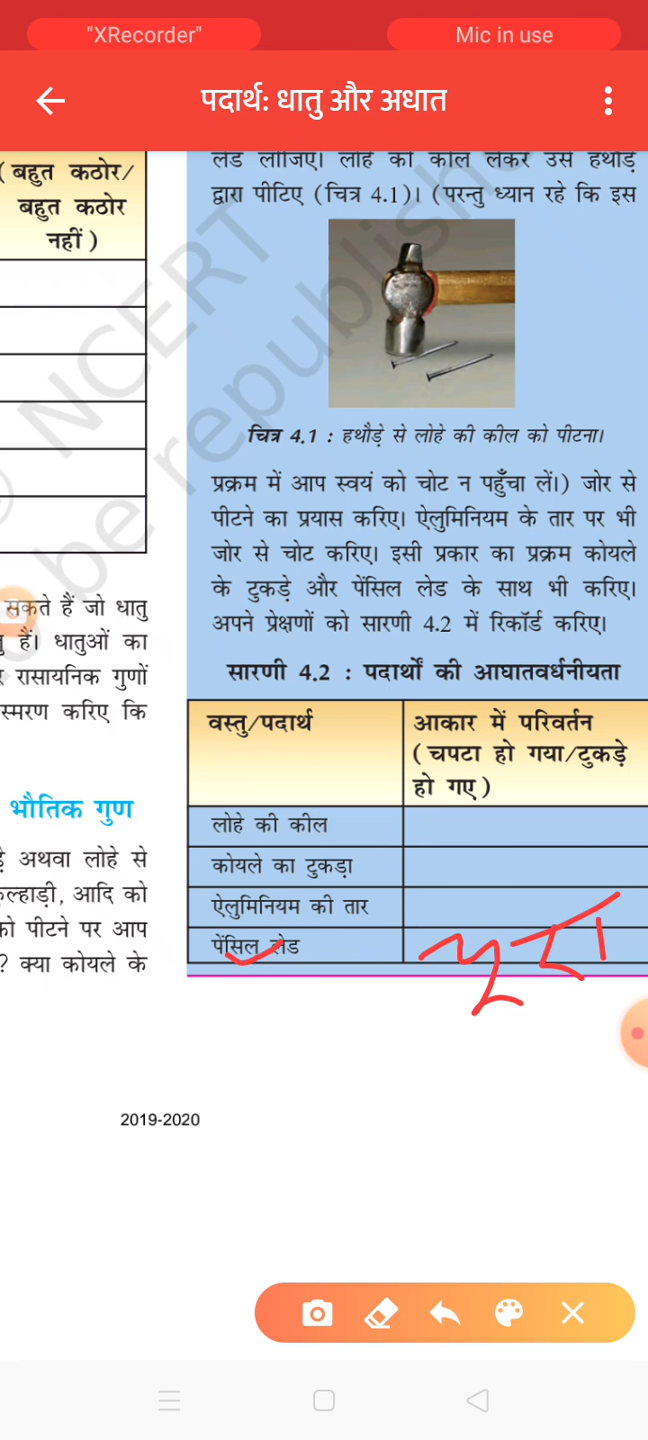 "XRecorder"
Mic in use
पदार्थ: धातु और अधात
( बहुत कठोर/
बहुत कठोर
नहीं )
सकते हैं जो धातु
हैं। धातुओं का
रासायनिक गुणों
स्मरण करिए कि
भौतिक गुण
अथवा लोहे से
कुल्हाड़ी, आदि को
को पीटने पर आप
? क्या कोयले के
लेड लीजिए। लोहे की कील लेकर उसे हथौड़े
द्वारा पीटिए (चित्र 4.1)। (परन्तु ध्यान रहे कि इस
चित्र 4.1 : हथौड़े से लोहे की कील को पीटना।
प्रक्रम में आप स्वयं को चोट न पहुँचा लें।) जोर से
पीटने का प्रयास करिए। ऐलुमिनियम के तार पर भी
जोर से चोट करिए। इसी प्रकार का प्रक्रम कोयले
के टुकड़े और पेंसिल लेड के साथ भी करिए।
अपने प्रेक्षणों को सारणी 4.2 में रिकॉर्ड करिए।
सारणी 4.2 : पदार्थों की आघातवर्धनीयता
वस्तु/पदार्थ
आकार में परिवर्तन
( चपटा हो गया/टुकड़े
हो गए )
लोहे की कील
कोयले का टुकड़ा
ऐलुमिनियम की तार
पेंसिल लेड
© NCERT
be republished
2019-2020